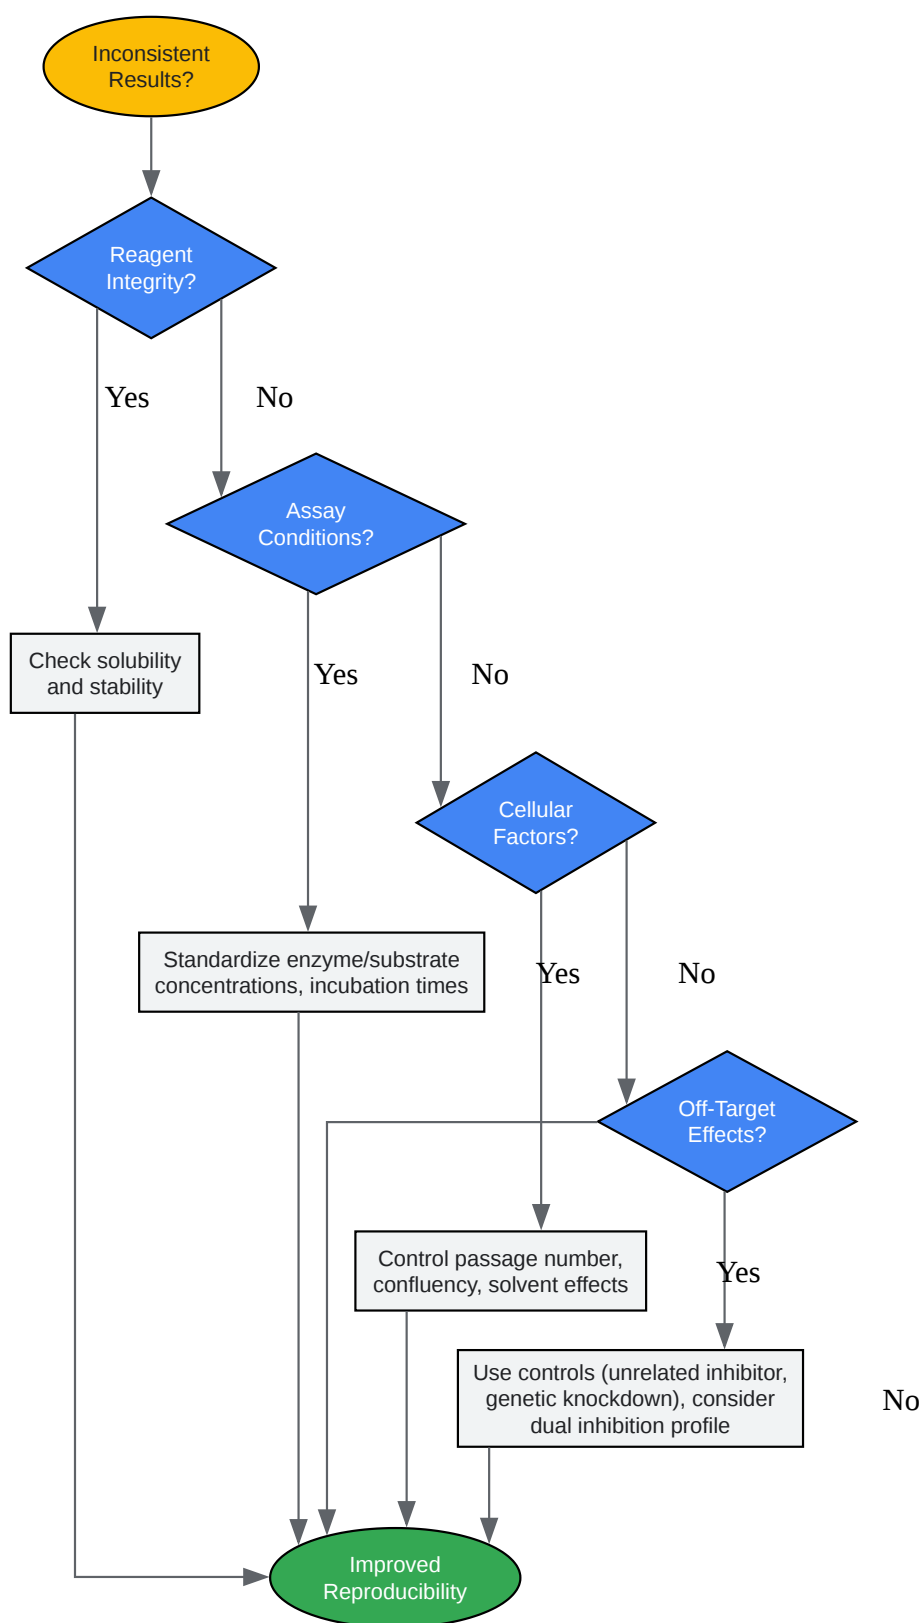 Inconsistent
Results?
Reagent
Integrity?
Yes
No
Assay
Conditions?
Check solubility
and stability
Yes
No
Cellular
Factors?
Standardize enzyme/substrate
concentrations, incubation times
Yes
No
Off-Target
Effects?
Control passage number,
confluency, solvent effects
Yes
Use controls (unrelated inhibitor,
genetic knockdown), consider
dual inhibition profile
No
Improved
Reproducibility